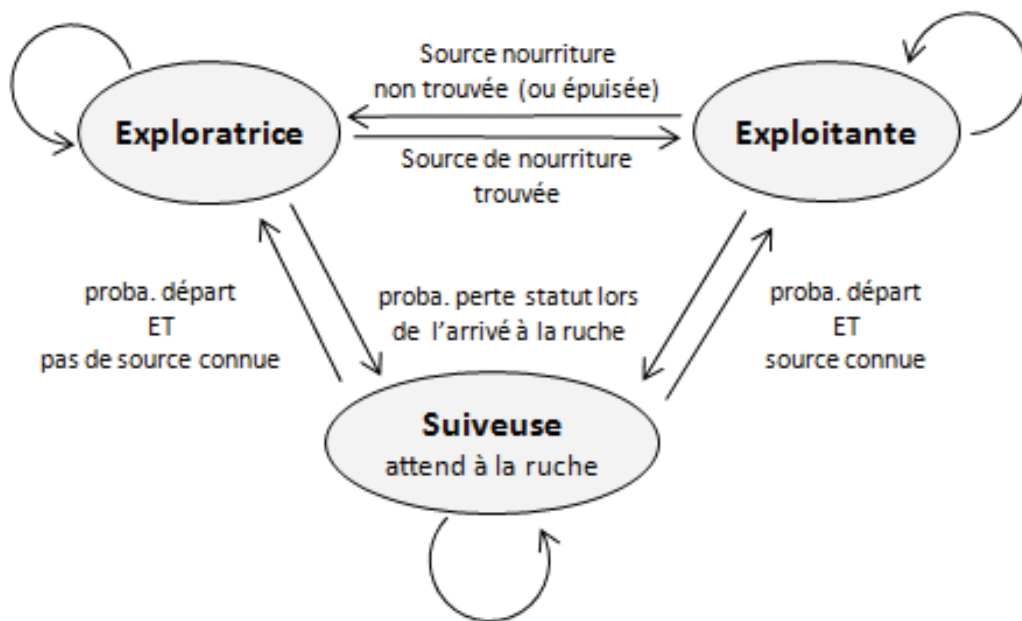 Source nourriture
non trouvée (ou épuisée)
Exploratrice
Exploitante
Source de nourriture
trouvée
proba. départ
ET
pas de source connue
proba. perte statut lors
de l'arrivé à la ruche
proba. départ
ET
source connue
Suiveuse
attend à la ruche